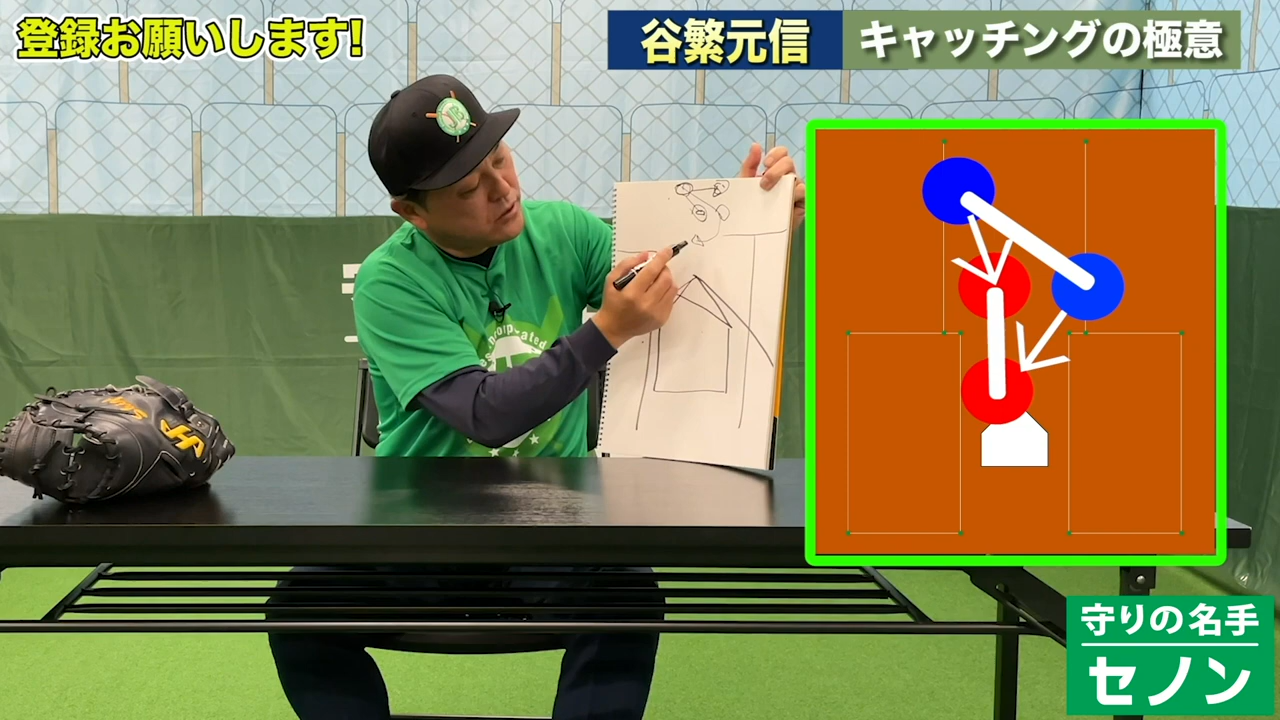 登録お願いします!
谷繁元信
キャッチングの極意
守りの名手
セノン